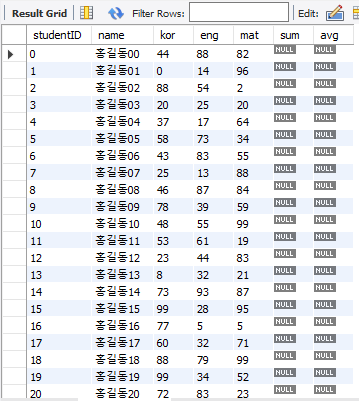 Result Grid Filter Rows: Edit:
studentID name kor eng mat sum avg
0 홍길동00 44 88 82 NULL NULL
1 홍길동01 0 14 96 NULL NULL
2 홍길동02 88 54 2 NULL NULL
3 홍길동03 20 25 20 NULL NULL
4 홍길동04 37 17 64 NULL NULL
5 홍길동05 58 73 34 NULL NULL
6 홍길동06 43 83 55 NULL NULL
7 홍길동07 25 13 88 NULL NULL
8 홍길동08 46 87 84 NULL NULL
9 홍길동09 78 39 59 NULL NULL
10 홍길동10 48 55 99 NULL NULL
11 홍길동11 53 61 19 NULL NULL
12 홍길동12 23 44 83 NULL NULL
13 홍길동13 8 32 21 NULL NULL
14 홍길동14 73 93 87 NULL NULL
15 홍길동15 99 28 95 NULL NULL
16 홍길동16 77 5 5 NULL NULL
17 홍길동17 60 32 71 NULL NULL
18 홍길동18 88 79 99 NULL NULL
19 홍길동19 99 34 52 NULL NULL
20 홍길동20 72 83 23 NULL NULL